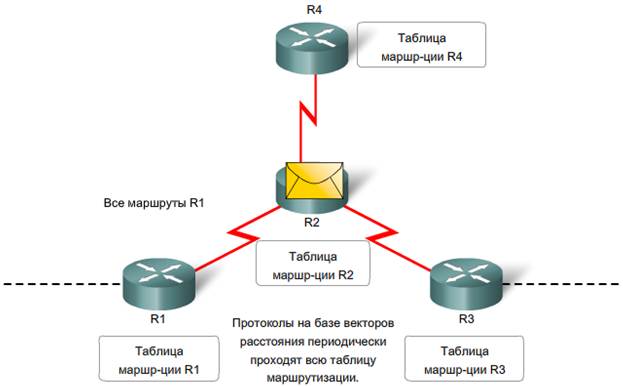 R4
Таблица
маршр-ции R4
Все маршруты R1
R2
Таблица
маршр-ции R2
R1
R3
Протоколы на базе векторов
расстояния периодически
проходят всю таблицу
маршрутизации.
Таблица
маршр-ции R1
Таблица
маршр-ции R3